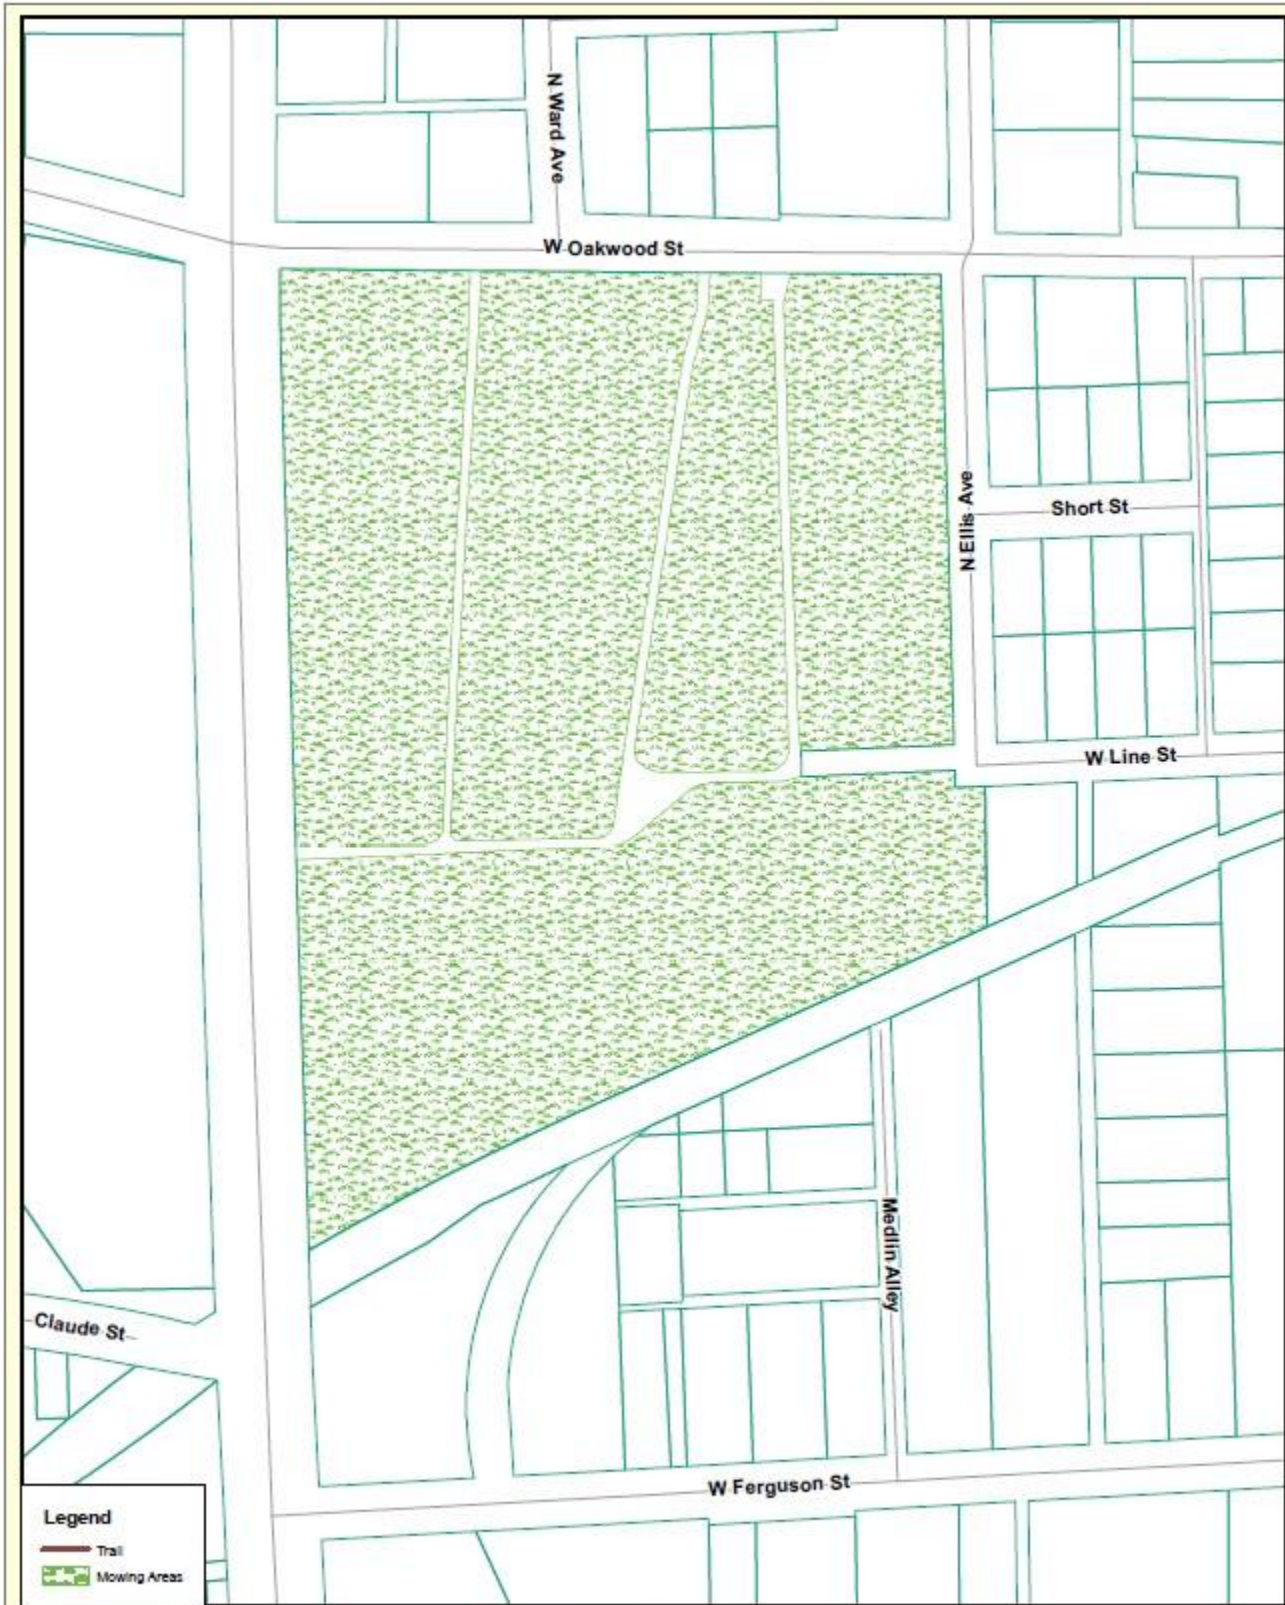 N Ward Ave
W Oakwood St
N Ellis Ave
Short St
W Line St
Medlin Alley
Claude St
W Ferguson St
Legend
Trail
Mowing Areas